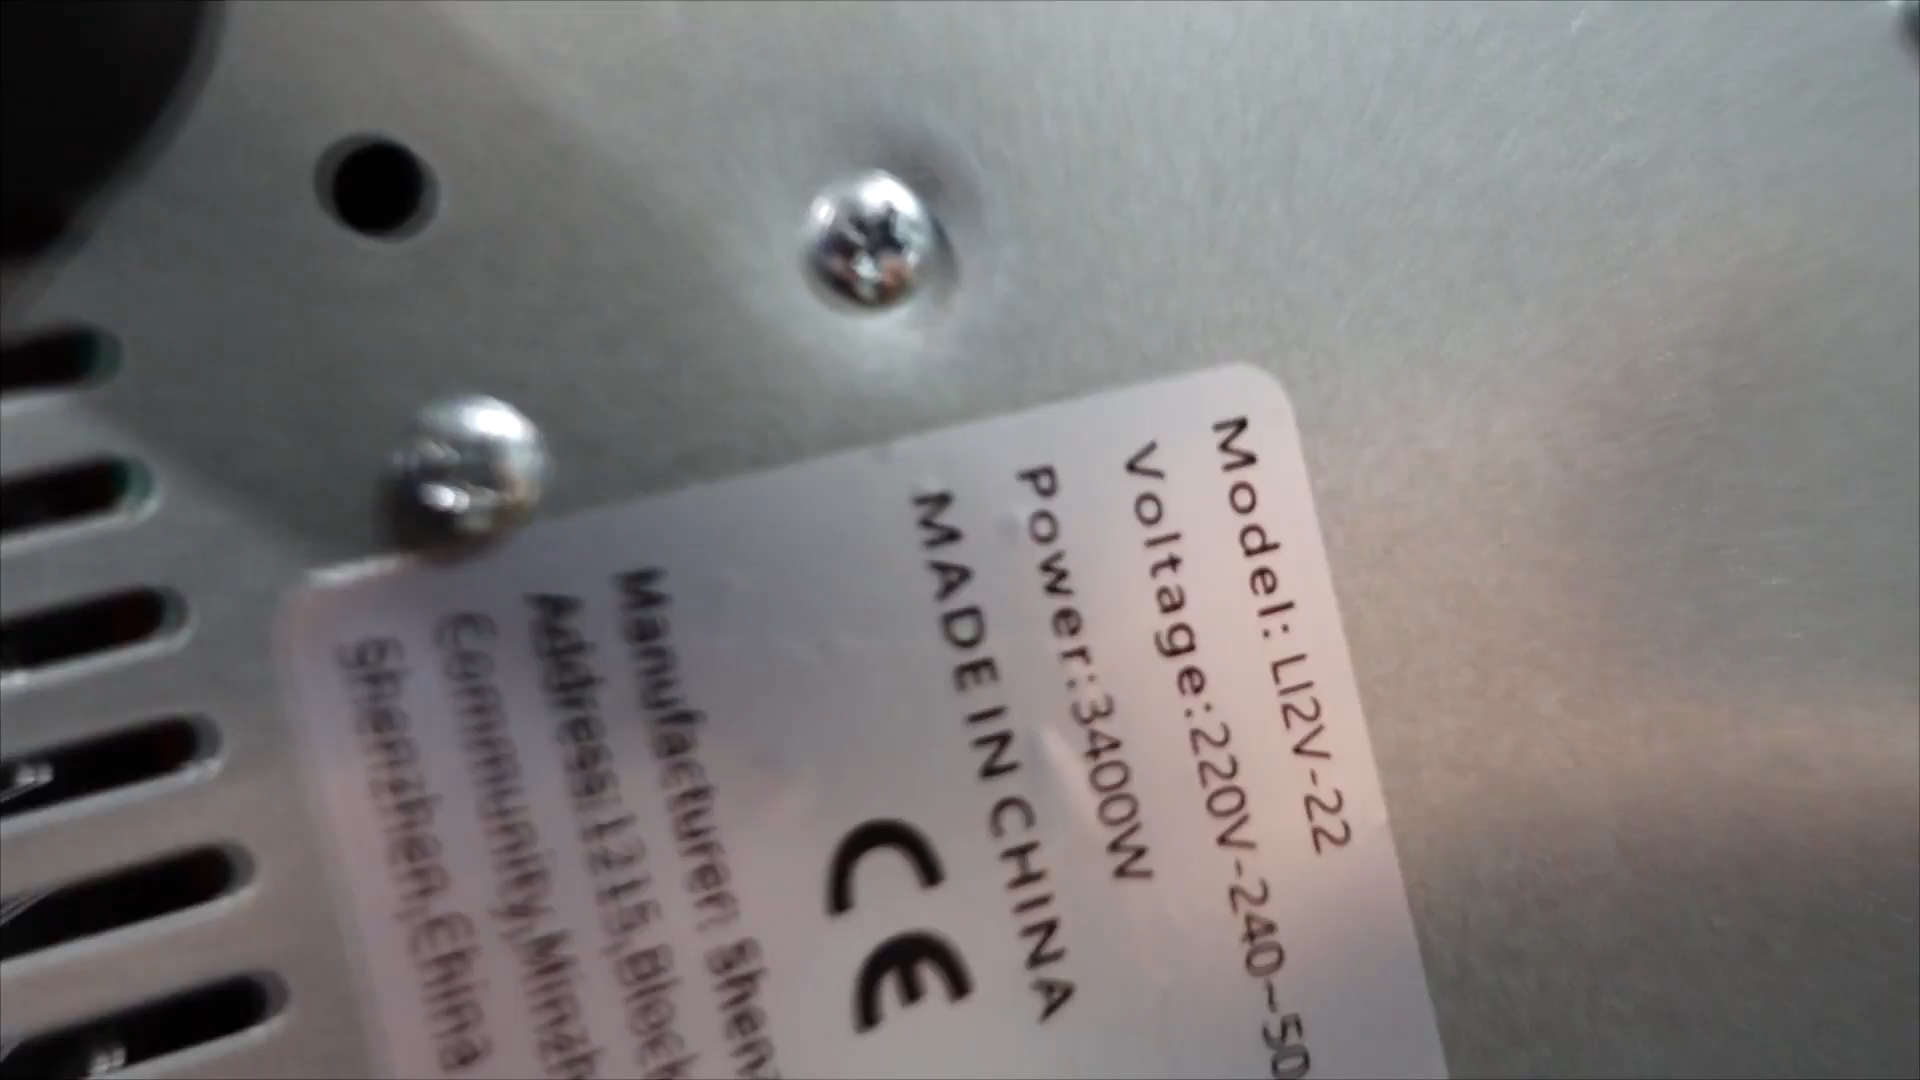 Model: LI2V-22
Voltage:220V-240~50
Power:3400W
MADE IN CHINA
CE
Manufacturer: Shenz
Address:1215,Block
Community,Minzh
Shenzhen,China